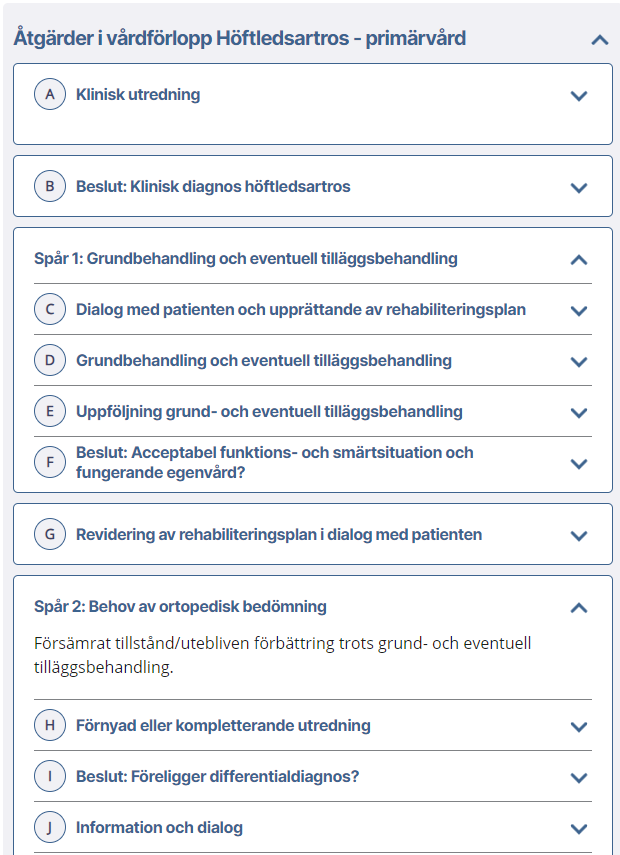 Åtgärder i vårdförlopp Höftledsartros - primärvård
A Klinisk utredning
B Beslut: Klinisk diagnos höftledsartros
Spår 1: Grundbehandling och eventuell tilläggsbehandling
C Dialog med patienten och upprättande av rehabiliteringsplan
D Grundbehandling och eventuell tilläggsbehandling
E Uppföljning grund- och eventuell tilläggsbehandling
F Beslut: Acceptabel funktions- och smärtsituation och
fungerande egenvård?
G Revidering av rehabiliteringsplan i dialog med patienten
Spår 2: Behov av ortopedisk bedömning
Försämrat tillstånd/utebliven förbättring trots grund- och eventuell
tilläggsbehandling.
H Förnyad eller kompletterande utredning
I Beslut: Föreligger differentialdiagnos?
J Information och dialog